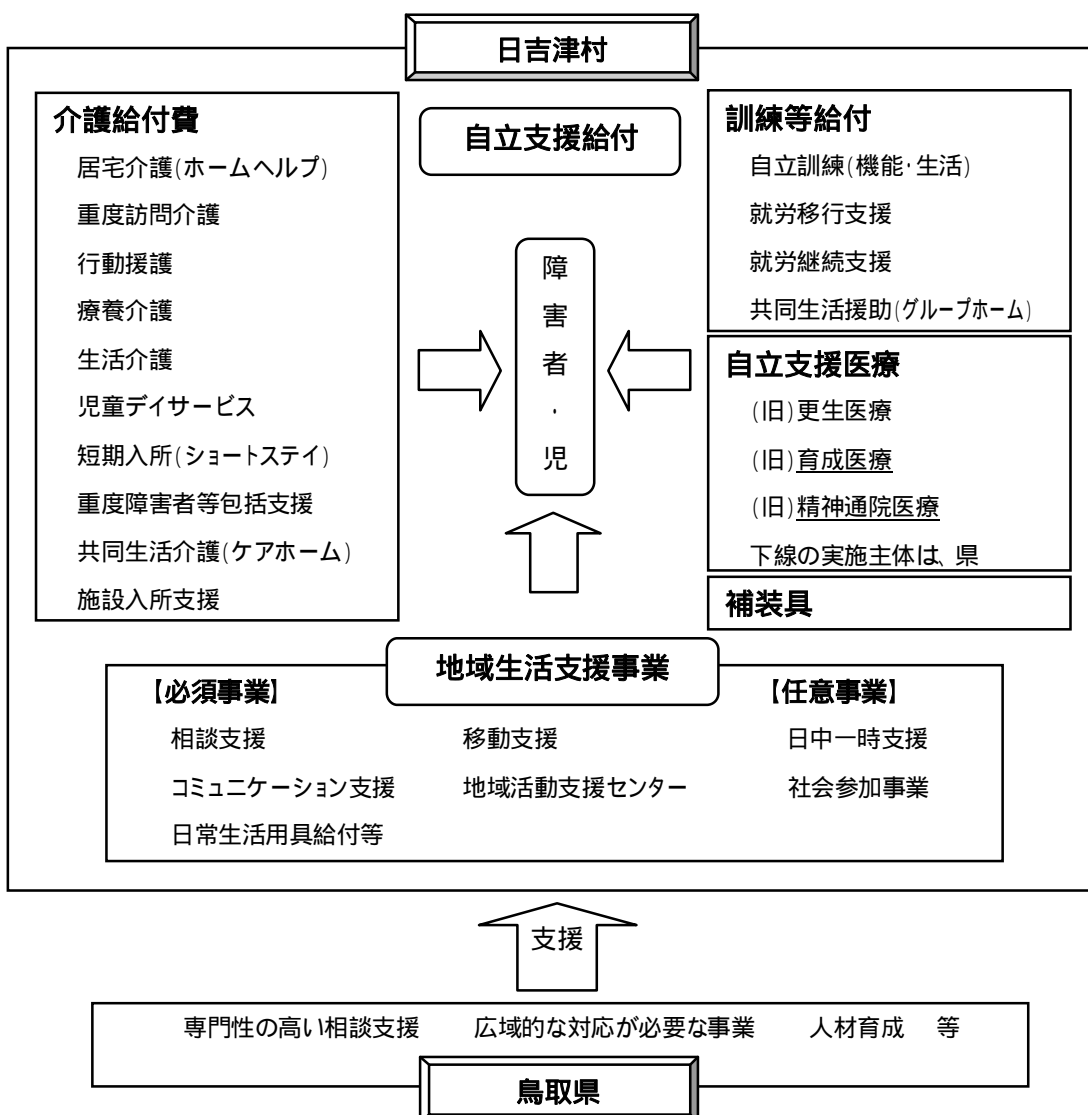 日吉津村
介護給付費
居宅介護(ホームヘルプ)
重度訪問介護
行動援護
療養介護
生活介護
児童デイサービス
短期入所(ショートステイ)
重度障害者等包括支援
共同生活介護(ケアホーム)
施設入所支援
自立支援給付
障害者・児
訓練等給付
自立訓練(機能・生活)
就労移行支援
就労継続支援
共同生活援助(グループホーム)
自立支援医療
(旧)更生医療
(旧)育成医療
(旧)精神通院医療
下線の実施主体は、県
補装具
地域生活支援事業
【必須事業】
相談支援 移動支援
コミュニケーション支援 地域活動支援センター
日常生活用具給付等
【任意事業】
日中一時支援
社会参加事業
支援
専門性の高い相談支援 広域的な対応が必要な事業 人材育成 等
鳥取県